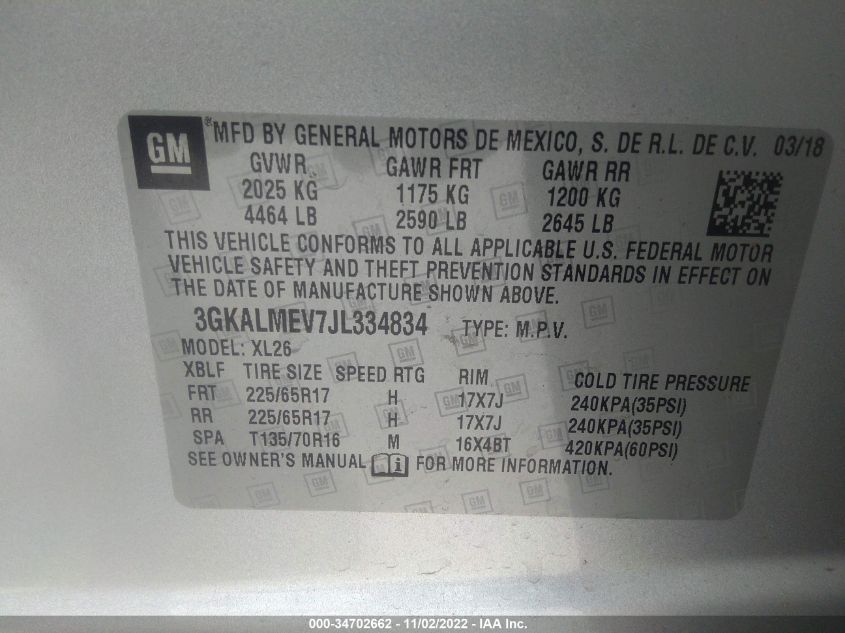 GM MFD BY GENERAL MOTORS DE MEXICO, S. DE R.L. DE C.V. 03/18
GVWR GAWR FRT GAWR RR
2025 KG 1175 KG 1200 KG
4464 LB 2590 LB 2645 LB
THIS VEHICLE CONFORMS TO ALL APPLICABLE U.S. FEDERAL MOTOR
VEHICLE SAFETY AND THEFT PREVENTION STANDARDS IN EFFECT ON
THE DATE OF MANUFACTURE SHOWN ABOVE.
3GKALMEV7JL334834 TYPE: M.P.V.
MODEL: XL26
XBLF TIRE SIZE SPEED RTG RIM COLD TIRE PRESSURE
FRT 225/65R17 H 17X7J 240KPA(35PSI)
RR 225/65R17 H 17X7J 240KPA(35PSI)
SPA T135/70R16 M 16X4BT 420KPA(60PSI)
SEE OWNER'S MANUAL FOR MORE INFORMATION.
000-34702662 - 11/02/2022 - IAA Inc.